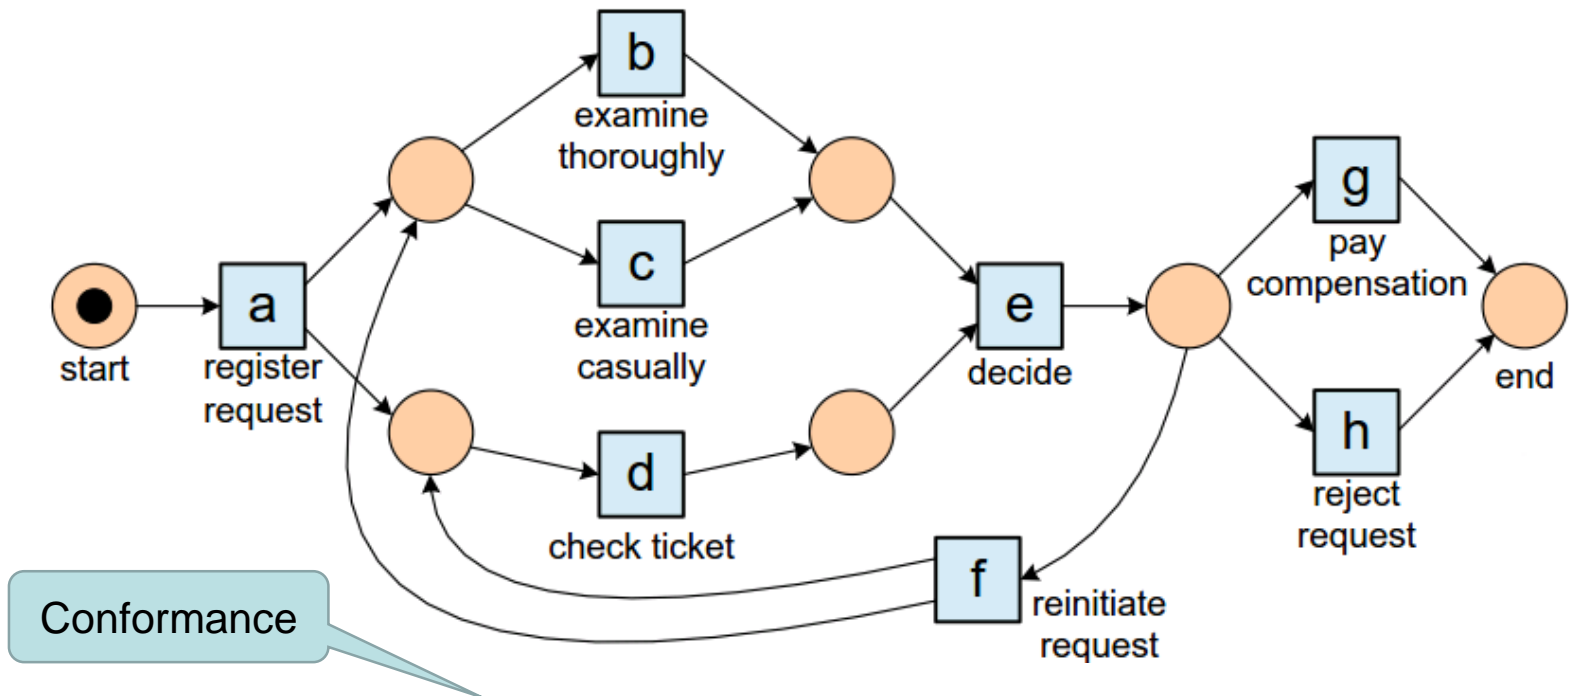 b
examine
thoroughly
c
examine
casually
d
check ticket
start
a
register
request
e
decide
g
pay
compensation
h
reject
request
end
f
reinitiate
request
Conformance